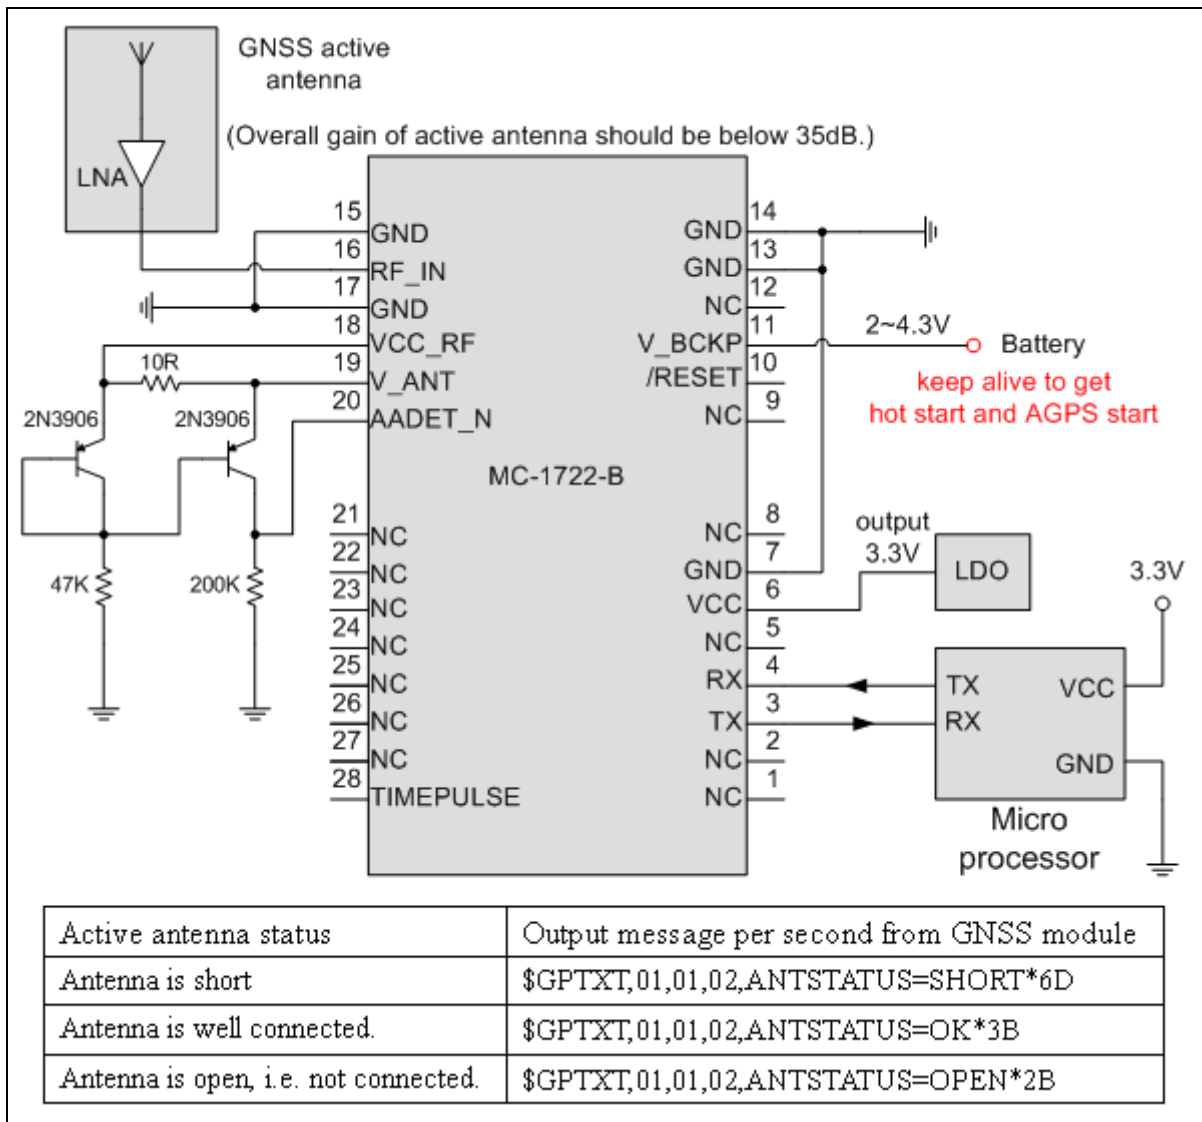 GNSS active
antenna
(Overall gain of active antenna should be below 35dB.)
LNA
15
GND
16
RF_IN
17
GND
18
VCC_RF
19
V_ANT
20
AADET_N
21
NC
22
NC
23
NC
24
NC
25
NC
26
NC
27
NC
28
TIMEPULSE
MC-1722-B
14
GND
13
GND
12
NC
11
V_BCKP
10
/RESET
9
NC
8
NC
7
GND
6
VCC
5
NC
4
RX
3
TX
2
NC
1
NC
10R
2N3906
2N3906
47K
200K
2~4.3V
Battery
keep alive to get
hot start and AGPS start
output
3.3V
LDO
3.3V
TX
VCC
RX
GND
Micro
processor
Active antenna status
Output message per second from GNSS module
Antenna is short
$GPTXT,01,01,02,ANTSTATUS=SHORT*6D
Antenna is well connected.
$GPTXT,01,01,02,ANTSTATUS=OK*3B
Antenna is open, i.e. not connected.
$GPTXT,01,01,02,ANTSTATUS=OPEN*2B